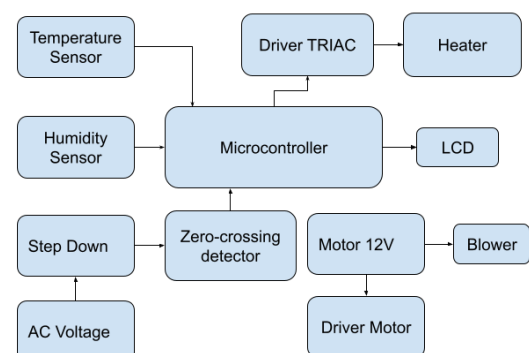 Temperature
Sensor
Driver TRIAC
Heater
Humidity
Sensor
Microcontroller
LCD
Step Down
Zero-crossing
detector
Motor 12V
Blower
AC Voltage
Driver Motor